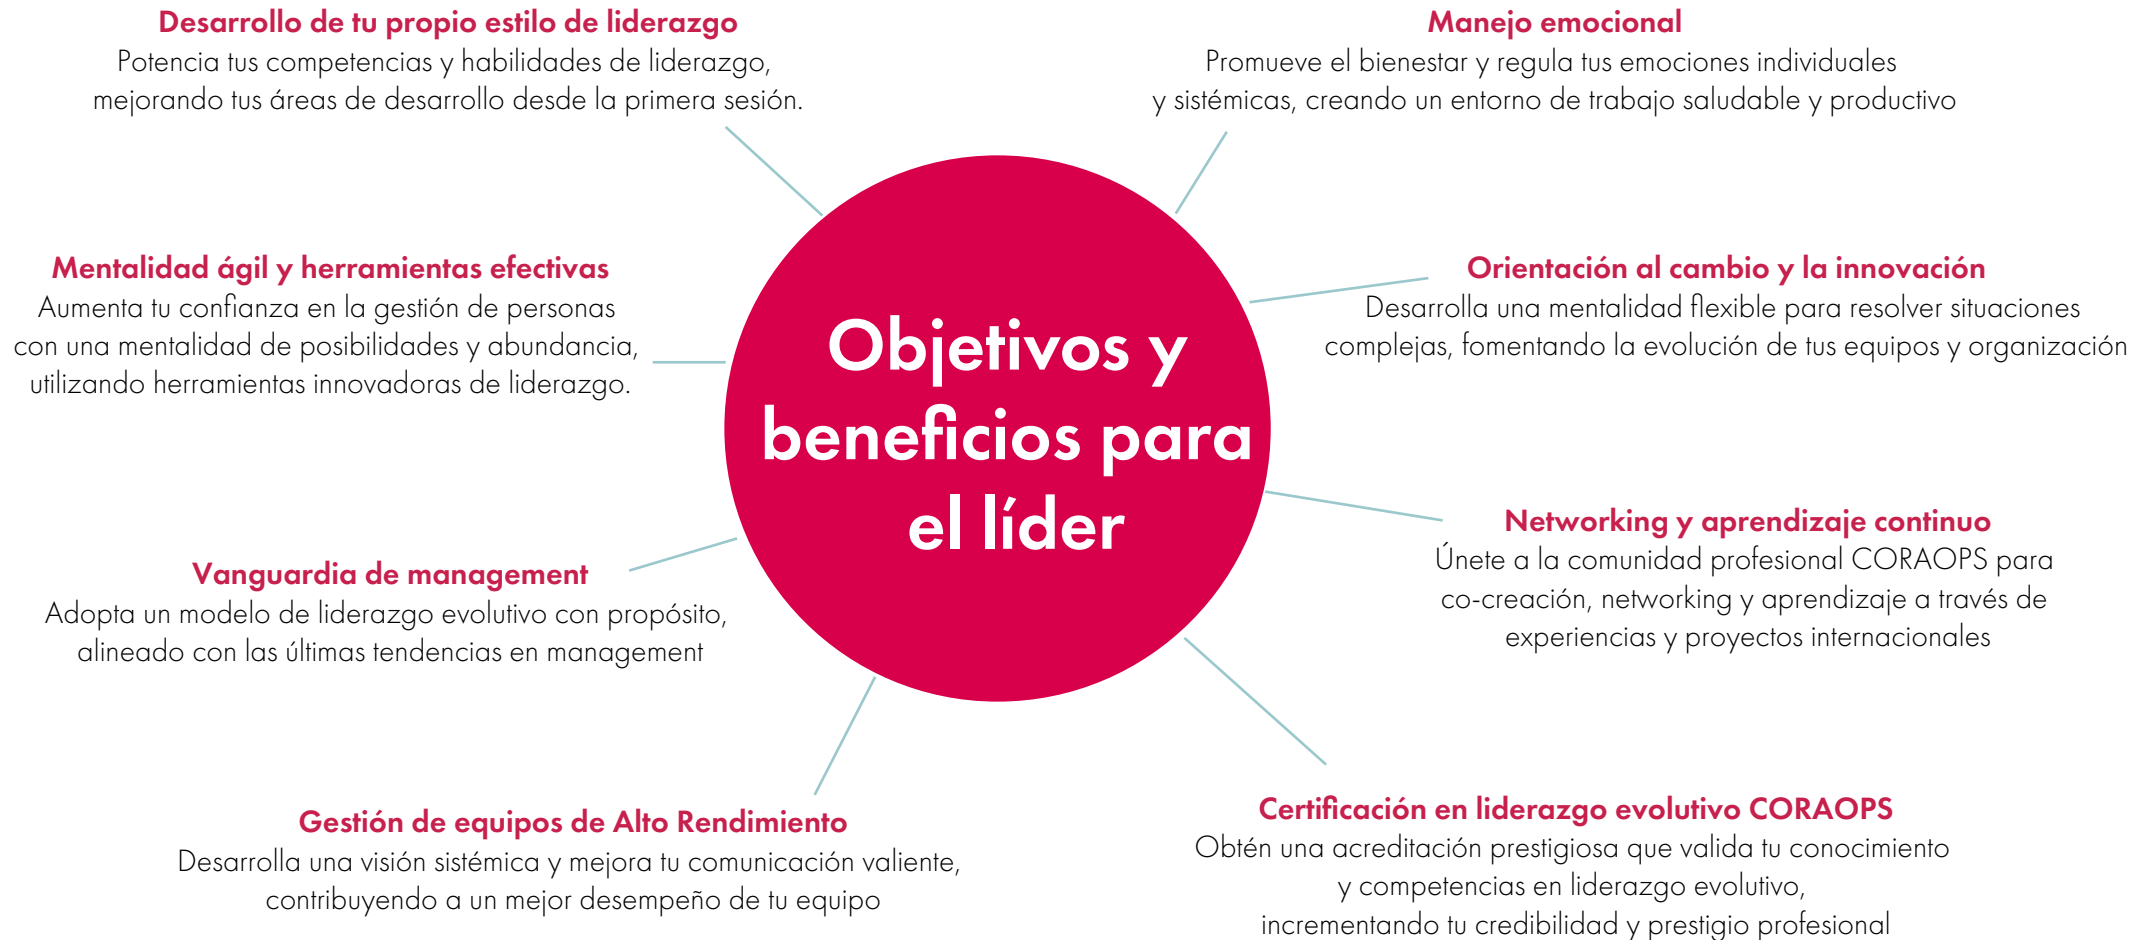 Desarrollo de tu propio estilo de liderazgo
Potencia tus competencias y habilidades de liderazgo,
mejorando tus áreas de desarrollo desde la primera sesión.
Manejo emocional
Promueve el bienestar y regula tus emociones individuales
y sistémicas, creando un entorno de trabajo saludable y productivo
Mentalidad ágil y herramientas efectivas
Aumenta tu confianza en la gestión de personas
con una mentalidad de posibilidades y abundancia,
utilizando herramientas innovadoras de liderazgo.
Objetivos y
beneficios para
el líder
Orientación al cambio y la innovación
Desarrolla una mentalidad flexible para resolver situaciones
complejas, fomentando la evolución de tus equipos y organización
Vanguardia de management
Adopta un modelo de liderazgo evolutivo con propósito,
alineado con las últimas tendencias en management
Networking y aprendizaje continuo
Únete a la comunidad profesional CORAOPS para
co-creación, networking y aprendizaje a través de
experiencias y proyectos internacionales
Gestión de equipos de Alto Rendimiento
Desarrolla una visión sistémica y mejora tu comunicación valiente,
contribuyendo a un mejor desempeño de tu equipo
Certificación en liderazgo evolutivo CORAOPS
Obtén una acreditación prestigiosa que valida tu conocimiento
y competencias en liderazgo evolutivo,
incrementando tu credibilidad y prestigio profesional